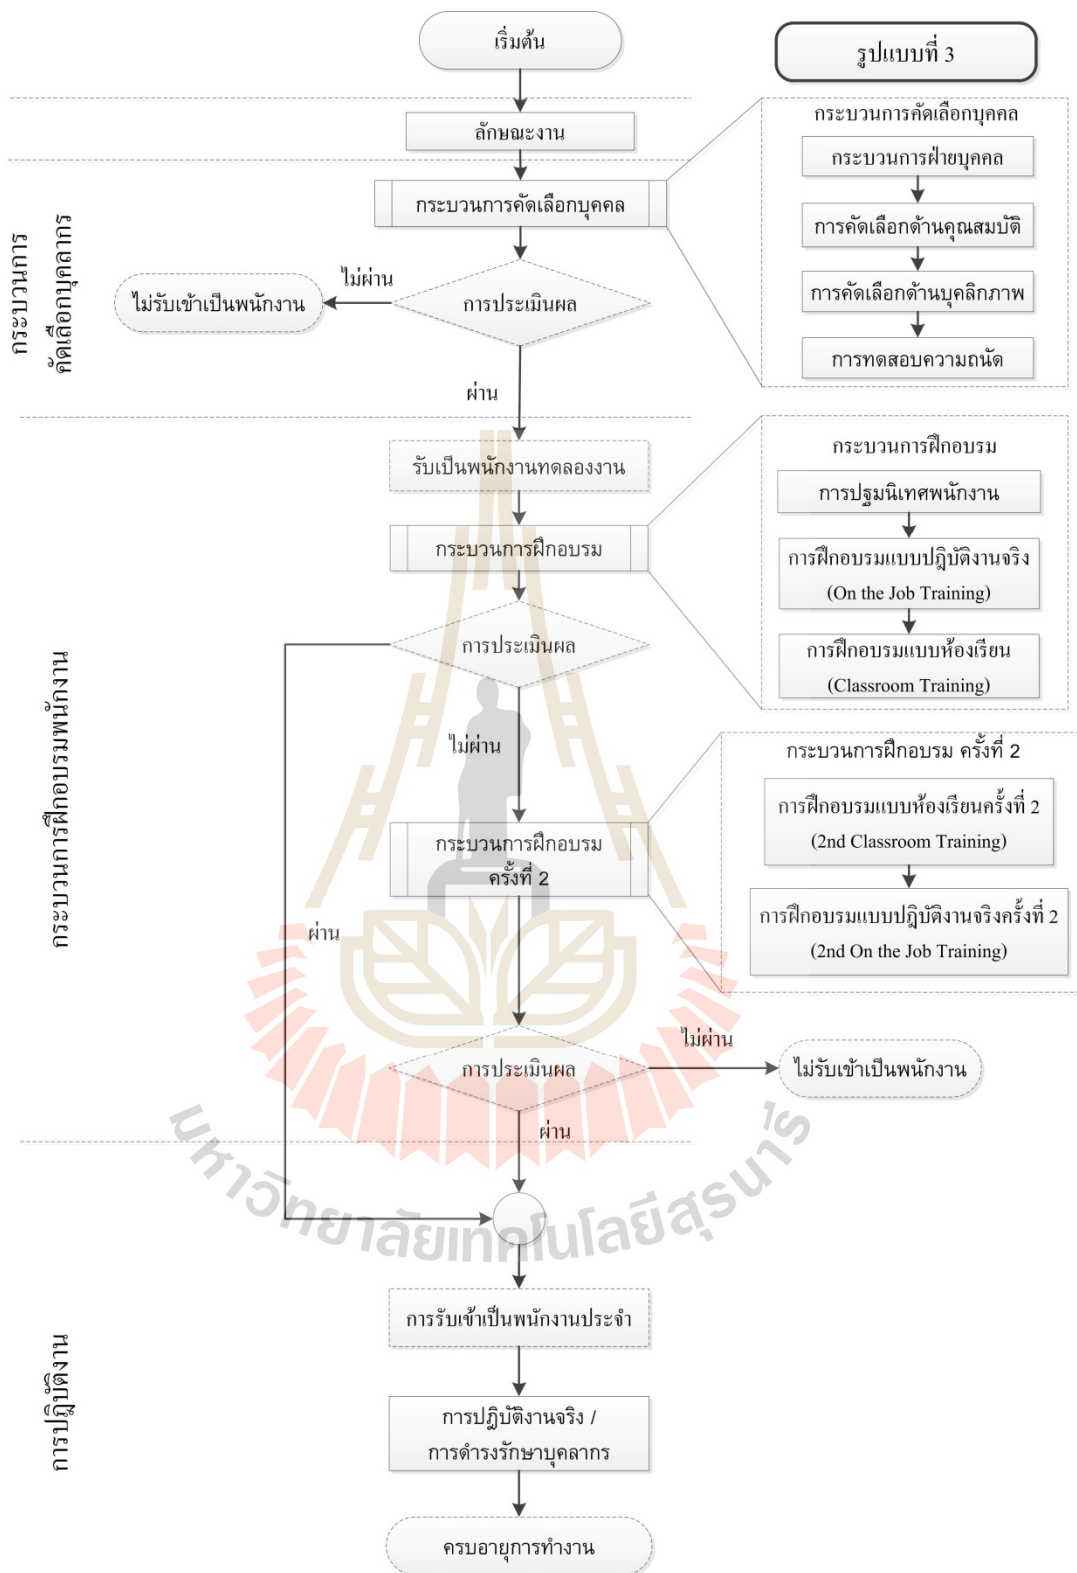 เริ่มต้น
รูปแบบที่ 3
ลักษณะงาน
กระบวนการคัดเลือกบุคคล
การประเมินผล
ไม่ผ่าน
ไม่รับเข้าเป็นพนักงาน
ผ่าน
กระบวนการ
คัดเลือกบุคลากร
กระบวนการคัดเลือกบุคคล
กระบวนการฝ่ายบุคคล
การคัดเลือกด้านคุณสมบัติ
การคัดเลือกด้านบุคลิกภาพ
การทดสอบความถนัด
รับเป็นพนักงานทดลองงาน
กระบวนการฝึกอบรม
การประเมินผล
ไม่ผ่าน
กระบวนการฝึกอบรม
ครั้งที่ 2
ผ่าน
การประเมินผล
ไม่ผ่าน
ไม่รับเข้าเป็นพนักงาน
ผ่าน
กระบวนการฝึกอบรมพนักงาน
กระบวนการฝึกอบรม
การปฐมนิเทศพนักงาน
การฝึกอบรมแบบปฎิบัติงานจริง
(On the Job Training)
การฝึกอบรมแบบห้องเรียน
(Classroom Training)
กระบวนการฝึกอบรม ครั้งที่ 2
การฝึกอบรมแบบห้องเรียนครั้งที่ 2
(2nd Classroom Training)
การฝึกอบรมแบบปฎิบัติงานจริงครั้งที่ 2
(2nd On the Job Training)
มหาวิทยาลัยเทคโนโลยีสุรนารี
การรับเข้าเป็นพนักงานประจำ
การปฎิบัติงานจริง /
การดำรงรักษาบุคลากร
ครบอายุการทำงาน
การปฎิบัติงาน